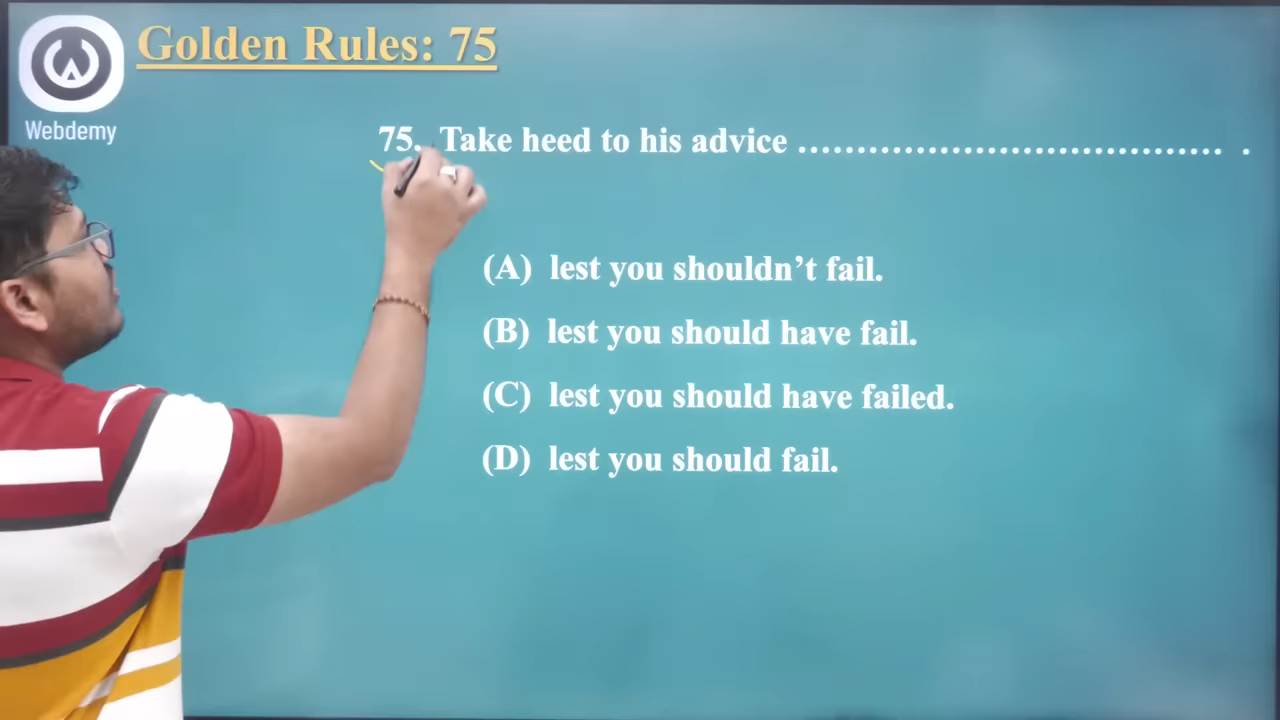 Golden Rules: 75
Webdemy
75. Take heed to his advice .................................... .
(A) lest you shouldn’t fail.
(B) lest you should have fail.
(C) lest you should have failed.
(D) lest you should fail.